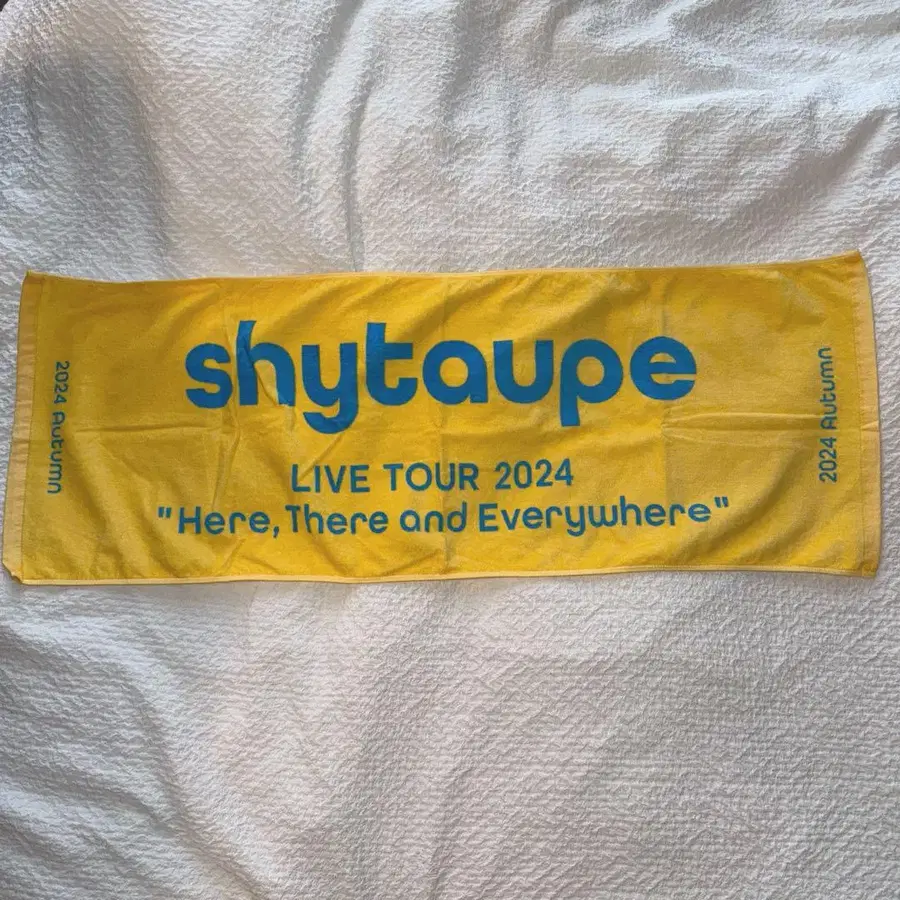 shytaupe
LIVE TOUR 2024
"Here, There and Everywhere"
2024 Autumn
2024 Autumn